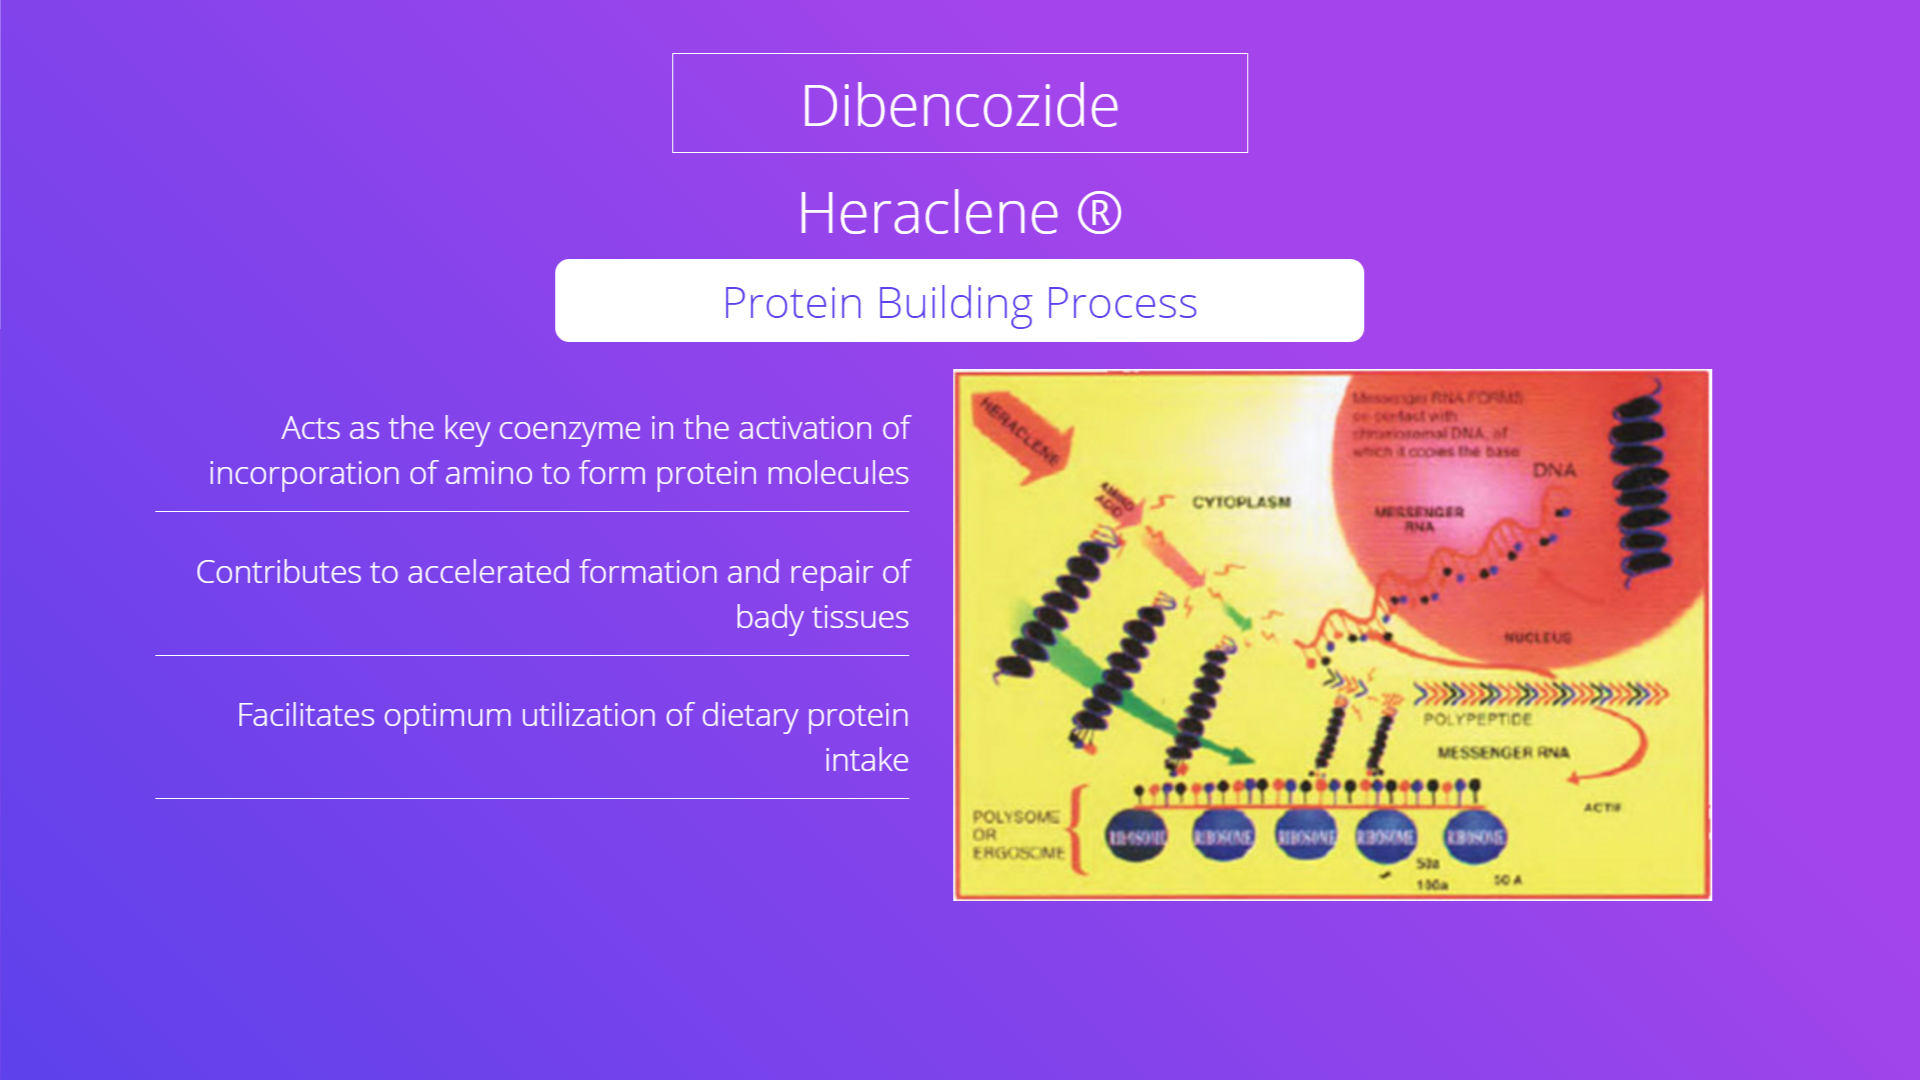 Dibencozide
Heraclene ®
Protein Building Process
Acts as the key coenzyme in the activation of
incorporation of amino to form protein molecules
Contributes to accelerated formation and repair of
bady tissues
Facilitates optimum utilization of dietary protein
intake
HERACLENE
AMINO
ACID
CYTOPLASM
Messenger RNA FORMS
on contact with
chromosomal DNA, of
which it copies the base
DNA
MESSENGER
RNA
NUCLEUS
POLYPEPTIDE
MESSENGER RNA
ACTIF
POLYSOME
OR
ERGOSOME
RIBOSOME
RIBOSOME
RIBOSOME
RIBOSOME
RIBOSOME
50a
100a
50 A